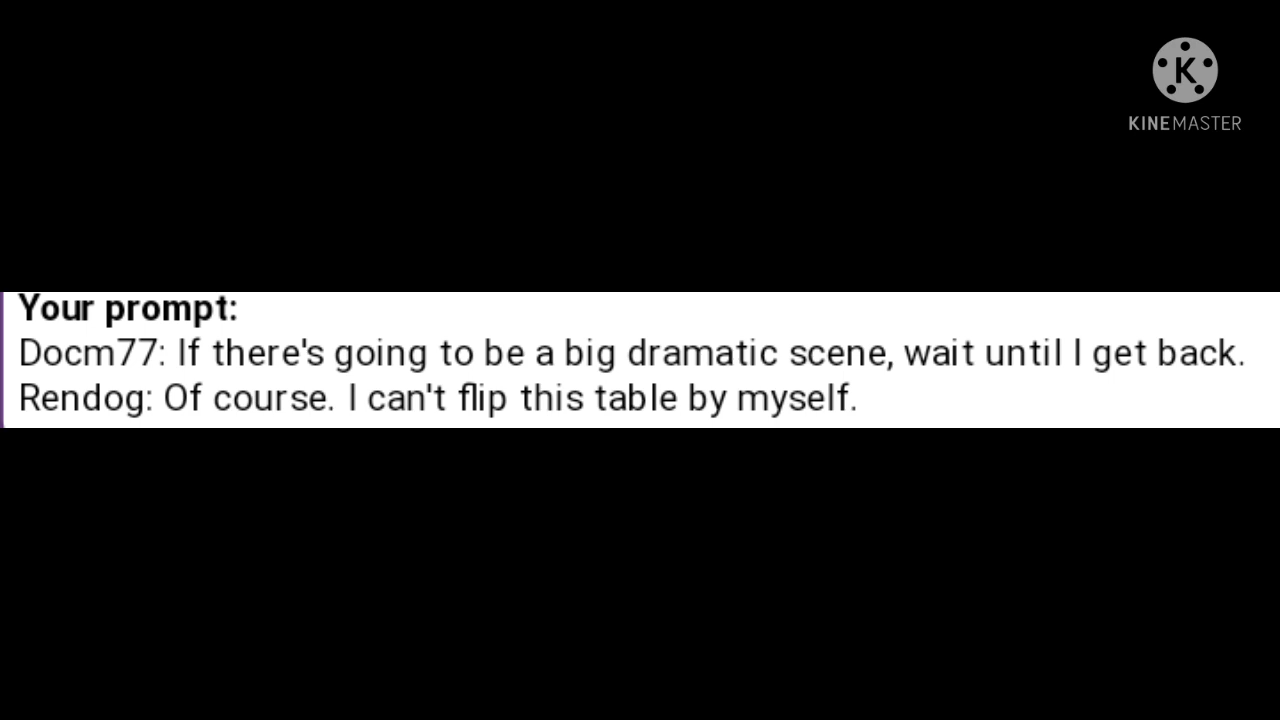 K
KINEMASTER
Your prompt:
Docm77: If there's going to be a big dramatic scene, wait until I get back.
Rendog: Of course. I can't flip this table by myself.